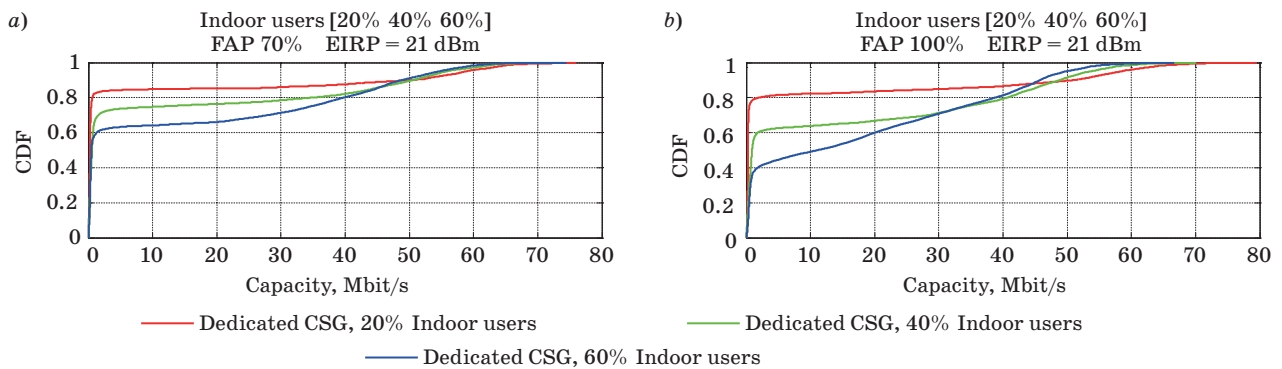 a)
Indoor users [20% 40% 60%]
FAP 70% EIRP = 21 dBm
CDF
1
0.8
0.6
0.4
0.2
0
0 10 20 30 40 50 60 70 80
Capacity, Mbit/s
b)
Indoor users [20% 40% 60%]
FAP 100% EIRP = 21 dBm
CDF
1
0.8
0.6
0.4
0.2
0
0 10 20 30 40 50 60 70 80
Capacity, Mbit/s
Dedicated CSG, 20% Indoor users
Dedicated CSG, 40% Indoor users
Dedicated CSG, 60% Indoor users